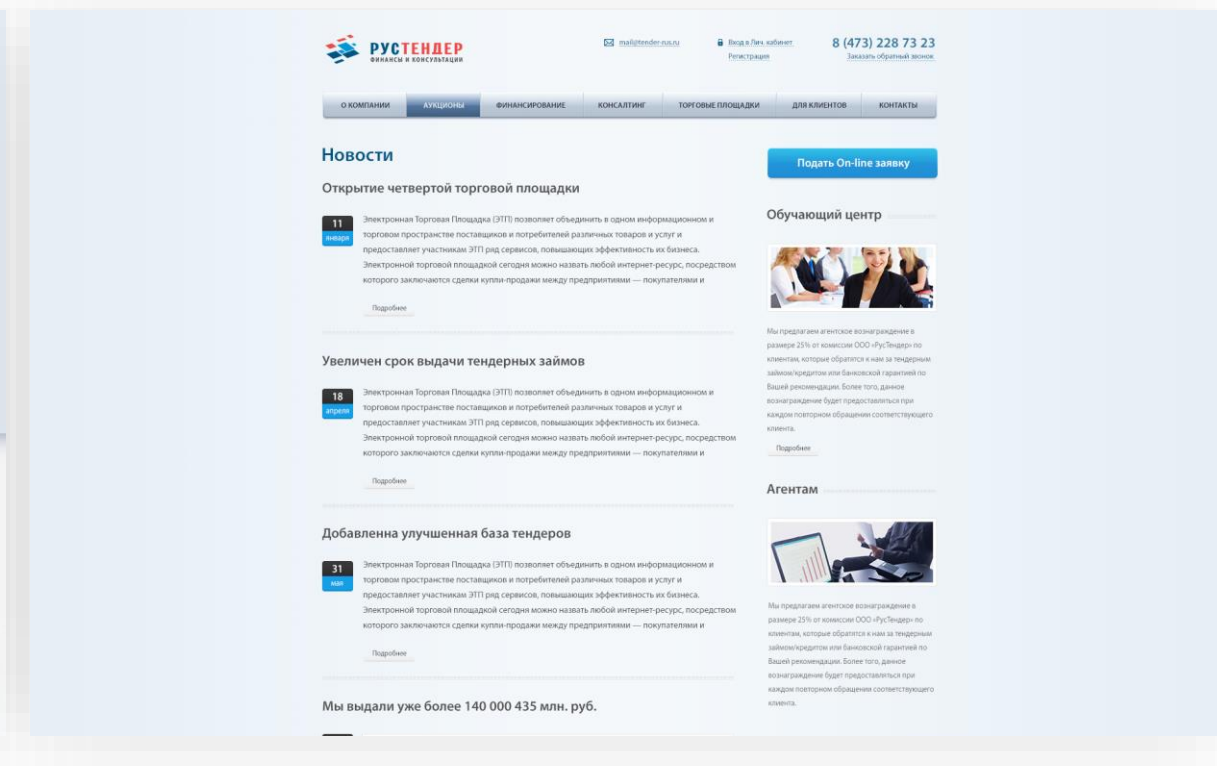 РУСТЕНДЕР
ФИНАНСЫ И КОНСУЛЬТАЦИИ
mail@tender-rus.ru
Вход в Лич. кабинет
Регистрация
8 (473) 228 73 23
Заказать обратный звонок
О КОМПАНИИ АУКЦИОНЫ ФИНАНСИРОВАНИЕ КОНСАЛТИНГ ТОРГОВЫЕ ПЛОЩАДКИ ДЛЯ КЛИЕНТОВ КОНТАКТЫ
Новости
Открытие четвертой торговой площадки
11
января
Электронная Торговая Площадка (ЭТП) позволяет объединить в одном информационном и
торговом пространстве поставщиков и потребителей различных товаров и услуг и
предоставляет участникам ЭТП ряд сервисов, повышающих эффективность их бизнеса.
Электронной торговой площадкой сегодня можно назвать любой интернет-ресурс, посредством
которого заключаются сделки купли-продажи между предприятиями — покупателями и
Подробнее
Увеличен срок выдачи тендерных займов
18
апреля
Электронная Торговая Площадка (ЭТП) позволяет объединить в одном информационном и
торговом пространстве поставщиков и потребителей различных товаров и услуг и
предоставляет участникам ЭТП ряд сервисов, повышающих эффективность их бизнеса.
Электронной торговой площадкой сегодня можно назвать любой интернет-ресурс, посредством
которого заключаются сделки купли-продажи между предприятиями — покупателями и
Подробнее
Добавленна улучшенная база тендеров
31
мая
Электронная Торговая Площадка (ЭТП) позволяет объединить в одном информационном и
торговом пространстве поставщиков и потребителей различных товаров и услуг и
предоставляет участникам ЭТП ряд сервисов, повышающих эффективность их бизнеса.
Электронной торговой площадкой сегодня можно назвать любой интернет-ресурс, посредством
которого заключаются сделки купли-продажи между предприятиями — покупателями и
Подробнее
Мы выдали уже более 140 000 435 млн. руб.
Подать On-line заявку
Обучающий центр
Мы предлагаем агентское вознаграждение в
размере 25% от комиссии ООО «РусТендер» по
клиентам, которые обратятся к нам за тендерным
займом/кредитом или банковской гарантией по
Вашей рекомендации. Более того, данное
вознаграждение будет предоставляться при
каждом повторном обращении соответствующего
клиента.
Подробнее
Агентам
Мы предлагаем агентское вознаграждение в
размере 25% от комиссии ООО «РусТендер» по
клиентам, которые обратятся к нам за тендерным
займом/кредитом или банковской гарантией по
Вашей рекомендации. Более того, данное
вознаграждение будет предоставляться при
каждом повторном обращении соответствующего
клиента.